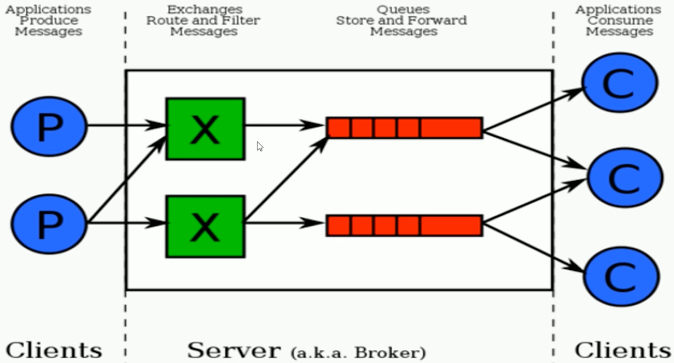 Applications
Produce
Messages
Exchanges
Route and Filter
Messages
Queues
Store and Forward
Messages
Applications
Consume
Messages
P
X
C
P
X
C
C
Clients
Server (a.k.a. Broker)
Clients